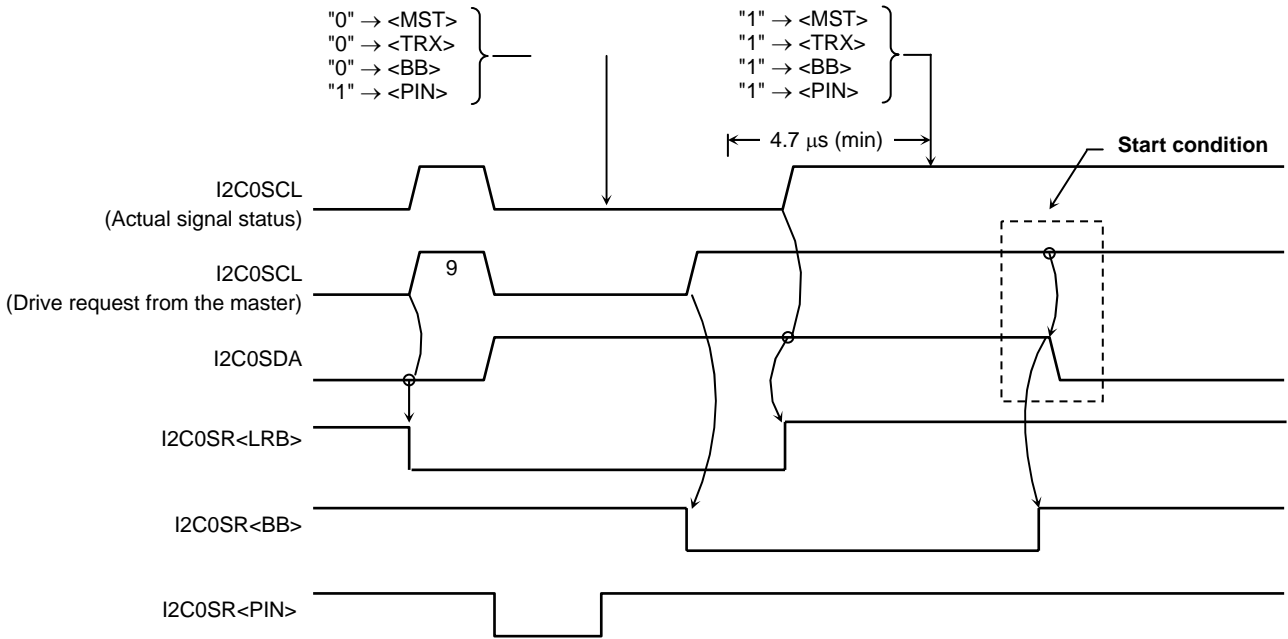 "0" → <MST>
"0" → <TRX>
"0" → <BB>
"1" → <PIN>
"1" → <MST>
"1" → <TRX>
"1" → <BB>
"1" → <PIN>
4.7 μs (min)
Start condition
I2C0SCL
(Actual signal status)
I2C0SCL
(Drive request from the master)
9
I2C0SDA
I2C0SR<LRB>
I2C0SR<BB>
I2C0SR<PIN>